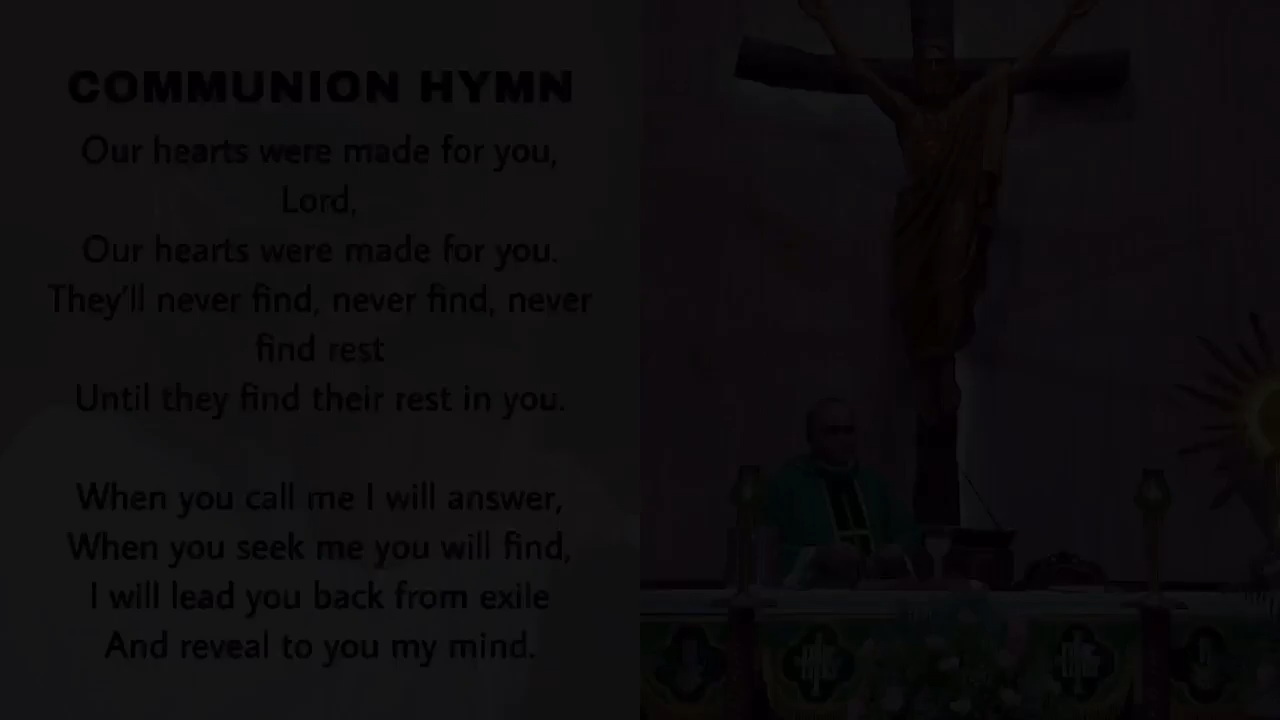 COMMUNION HYMN
Our hearts were made for you,
Lord,
Our hearts were made for you.
They'll never find, never find, never
find rest
Until they find their rest in you.
When you call me I will answer,
When you seek me you will find,
I will lead you back from exile
And reveal to you my mind.